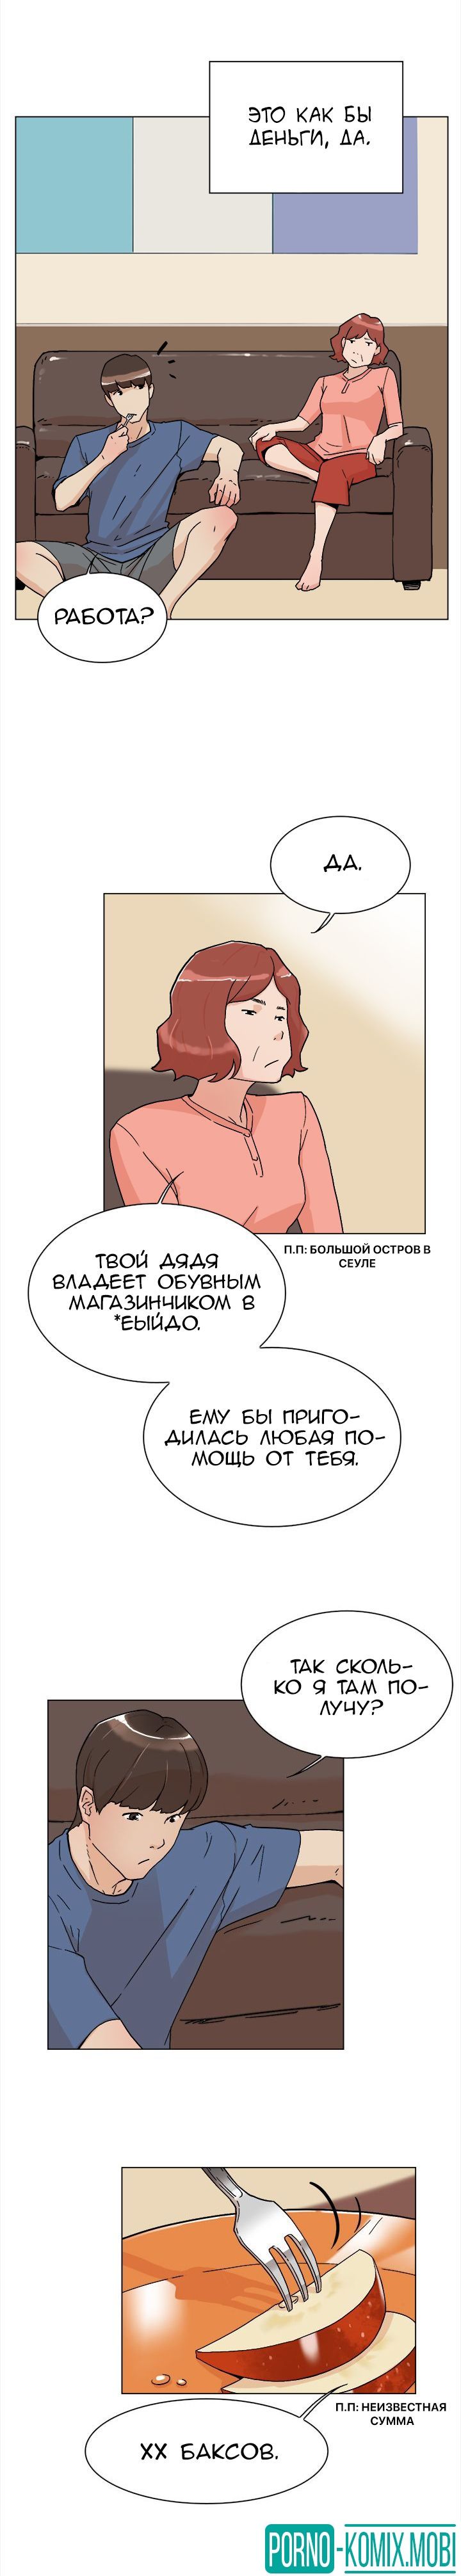 ЭТО КАК БЫ
ДЕНЬГИ, ДА.
РАБОТА?
ДА.
ТВОЙ ДЯДЯ
ВЛАДЕЕТ ОБУВНЫМ
МАГАЗИНЧИКОМ В
*ЕЫЙДО.
П.П: БОЛЬШОЙ ОСТРОВ В
СЕУЛЕ
ЕМУ БЫ ПРИГО-
ДИЛАСЬ ЛЮБАЯ ПО-
МОЩЬ ОТ ТЕБЯ.
ТАК СКОЛЬ-
КО Я ТАМ ПО-
ЛУЧУ?
П.П: НЕИЗВЕСТНАЯ
СУММА
XX БАКСОВ.
PORNO-KOMIX.MOBI